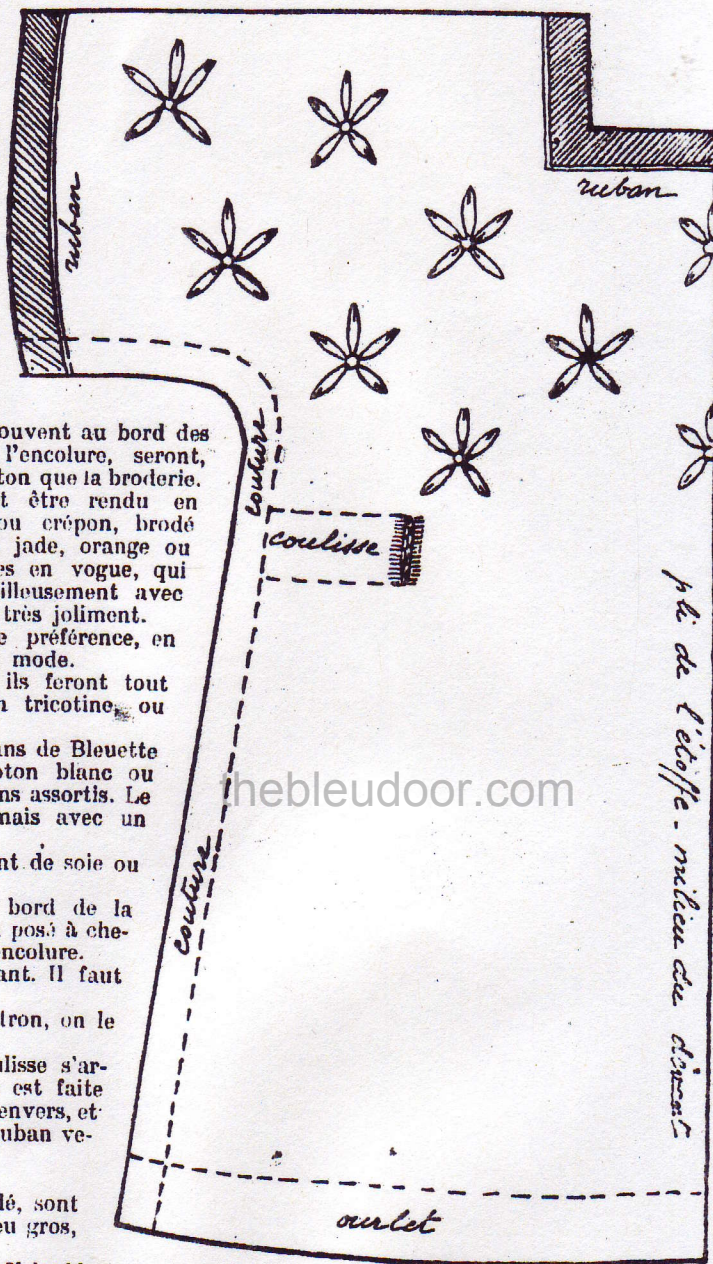 ruban
ruban
couture
coulisse
couture
pli de l'étoffe - milieu du devant
ourlet
ouvent au bord des
l'encolure, seront,
ton que la broderie.
t être rendu en
ou crépon, brodé
jade, orange ou
es en vogue, qui
illeusement avec
très joliment.
e préférence, en
mode.
ils feront tout
n tricotine, ou
ans de Bleuette
oton blanc ou
ns assortis. Le
mais avec un
nt de soie ou
bord de la
posé à che-
encolure.
ant. Il faut
tron, on le
ulisse s'ar-
est faite
envers, et
uban ve-
lé, sont
eu gros,
thebleudoor.com